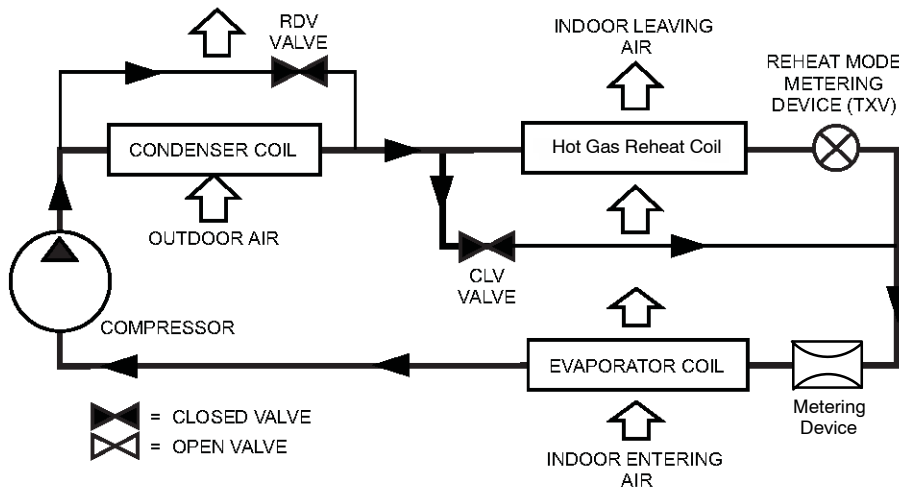 RDV
VALVE
INDOOR LEAVING
AIR
REHEAT MODE
METERING
DEVICE (TXV)
CONDENSER COIL
Hot Gas Reheat Coil
OUTDOOR AIR
CLV
VALVE
COMPRESSOR
EVAPORATOR COIL
Metering
Device
= CLOSED VALVE
= OPEN VALVE
INDOOR ENTERING
AIR